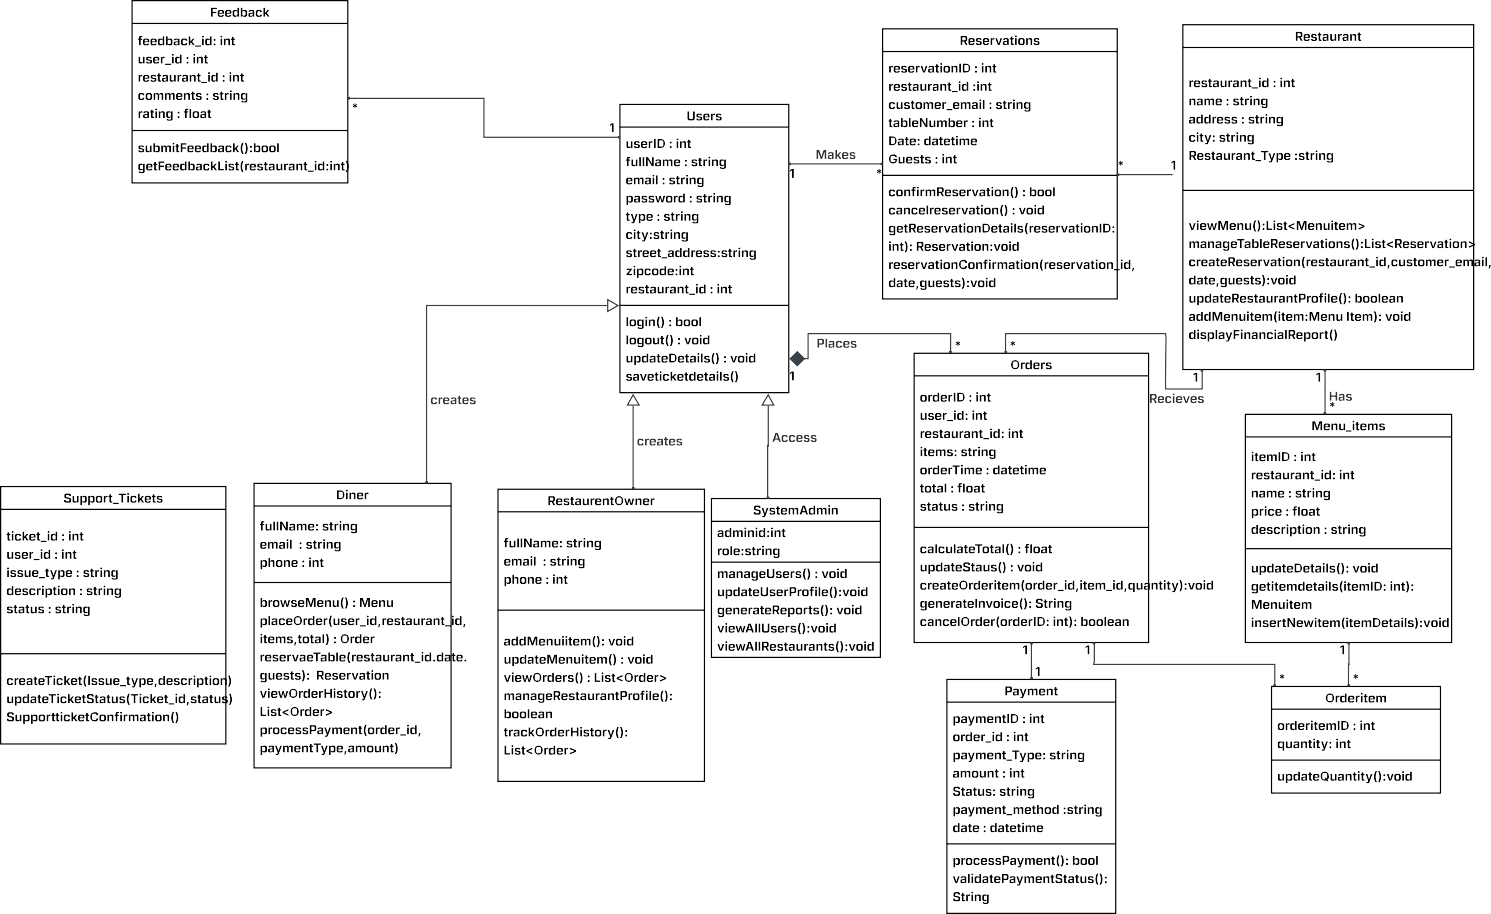 Feedback
feedback_id: int
user_id : int
restaurant_id : int
comments : string
rating : float
submitFeedback():bool
getFeedbackList(restaurant_id:int)
*
1
Users
userID : int
fullName : string
email : string
password : string
type : string
city:string
street_address:string
zipcode:int
restaurant_id : int
login() : bool
logout() : void
updateDetails() : void
saveticketdetails()
Makes
1
*
Reservations
reservationID : int
restaurant_id :int
customer_email : string
tableNumber : int
Date: datetime
Guests : int
confirmReservation() : bool
cancelreservation() : void
getReservationDetails(reservationID:
int): Reservation:void
reservationConfirmation(reservation_id,
date,guests):void
*
1
Restaurant
restaurant_id : int
name : string
address : string
city: string
Restaurant_Type :string
viewMenu():List<Menuitem>
manageTableReservations():List<Reservation>
createReservation(restaurant_id,customer_email,
date,guests):void
updateRestaurantProfile(): boolean
addMenuitem(item:Menu Item): void
displayFinancialReport()
Places
1
*
*
1
Recieves
1
Has
*
creates
creates
Access
Support_Tickets
ticket_id : int
user_id : int
issue_type : string
description : string
status : string
createTicket(Issue_type,description)
updateTicketStatus(Ticket_id,status)
SupportticketConfirmation()
Diner
fullName: string
email : string
phone : int
browseMenu() : Menu
placeOrder(user_id,restaurant_id,
items,total) : Order
reservaeTable(restaurant_id.date.
guests): Reservation
viewOrderHistory():
List<Order>
processPayment(order_id,
paymentType,amount)
RestaurentOwner
fullName: string
email : string
phone : int
addMenuiitem(): void
updateMenuitem() : void
viewOrders() : List<Order>
manageRestaurantProfile():
boolean
trackOrderHistory():
List<Order>
SystemAdmin
adminid:int
role:string
manageUsers() : void
updateUserProfile():void
generateReports(): void
viewAllUsers():void
viewAllRestaurants():void
Orders
orderID : int
user_id: int
restaurant_id: int
items: string
orderTime : datetime
total : float
status : string
calculateTotal() : float
updateStaus() : void
createOrderitem(order_id,item_id,quantity):void
generateInvoice(): String
cancelOrder(orderID: int): boolean
Menu_items
itemID : int
restaurant_id: int
name : string
price : float
description : string
updateDetails(): void
getitemdetails(itemID: int):
Menuitem
insertNewitem(itemDetails):void
1
1
1
*
1
*
Payment
paymentID : int
order_id : int
payment_Type: string
amount : int
Status: string
payment_method :string
date : datetime
processPayment(): bool
validatePaymentStatus():
String
Orderitem
orderitemID : int
quantity: int
updateQuantity():void